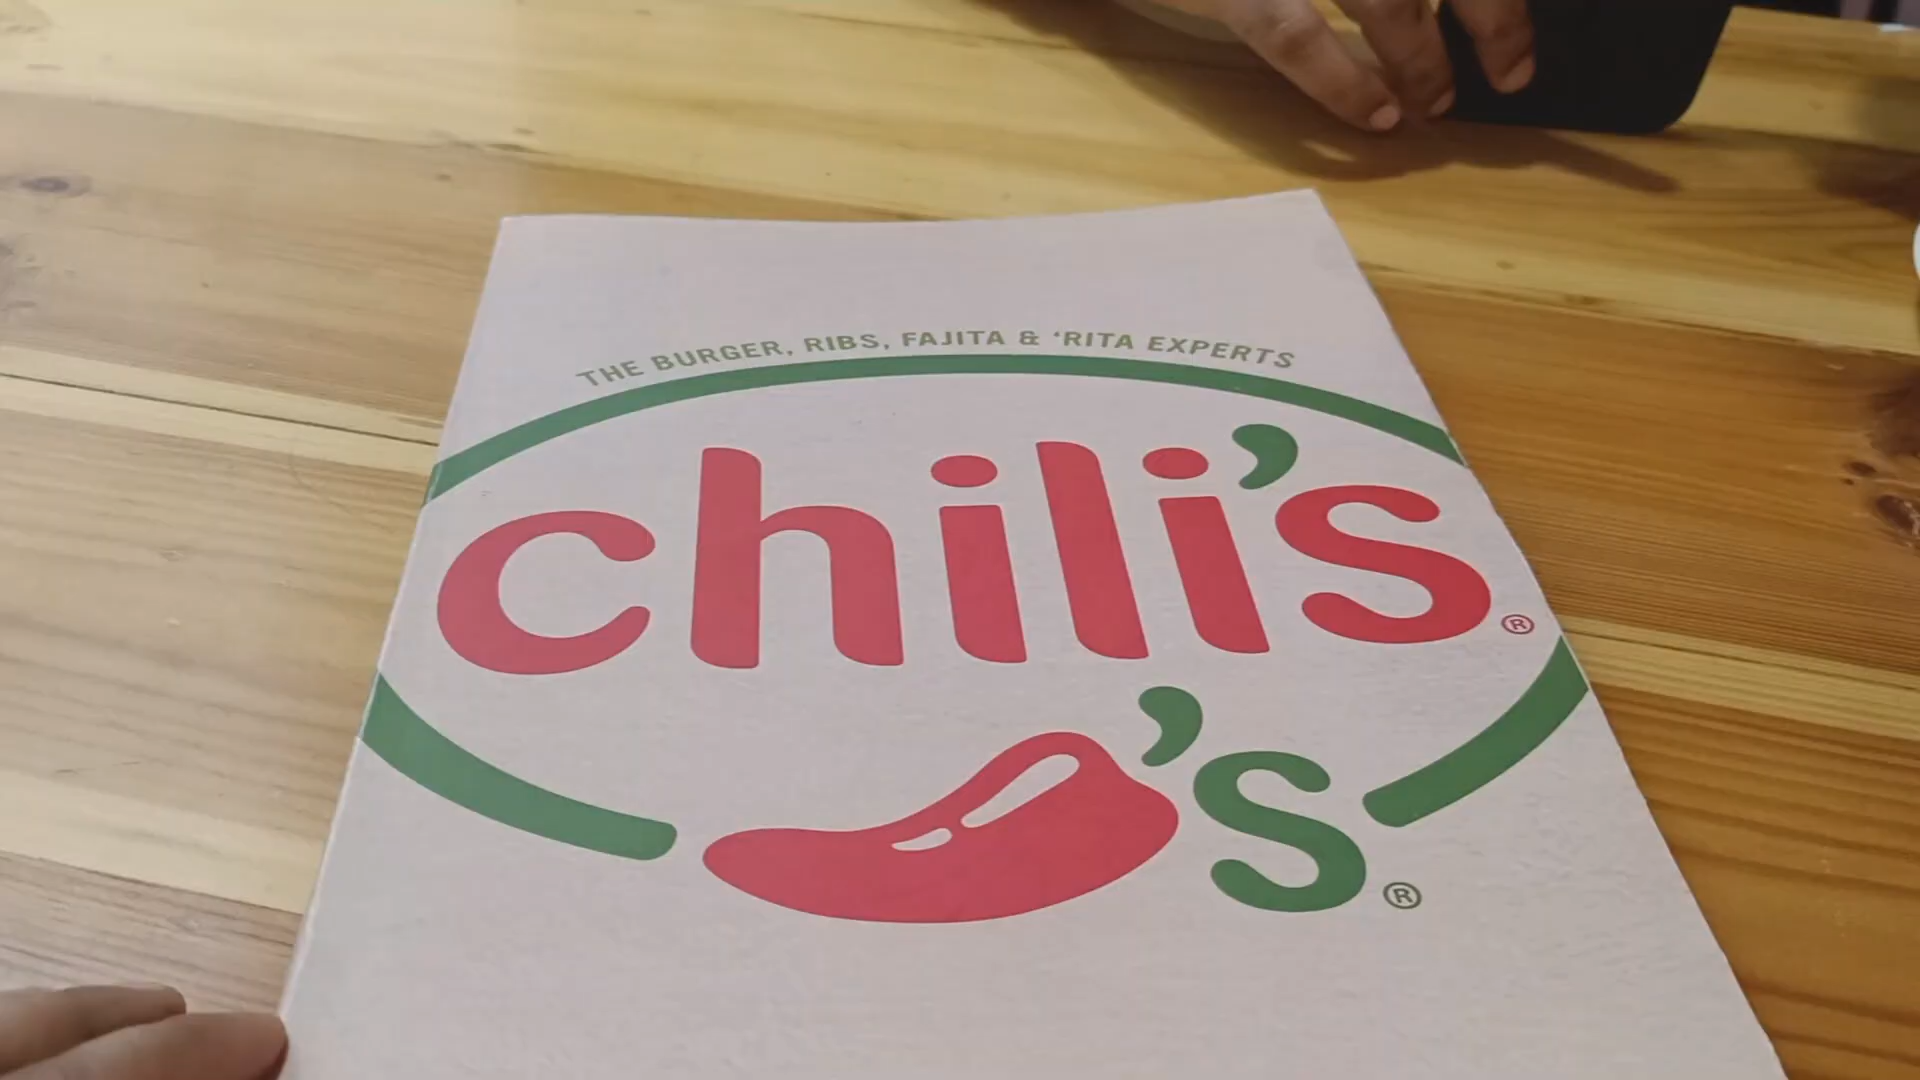 THE BURGER, RIBS, FAJITA & ‘RITA EXPERTS
chili’s®
’s®